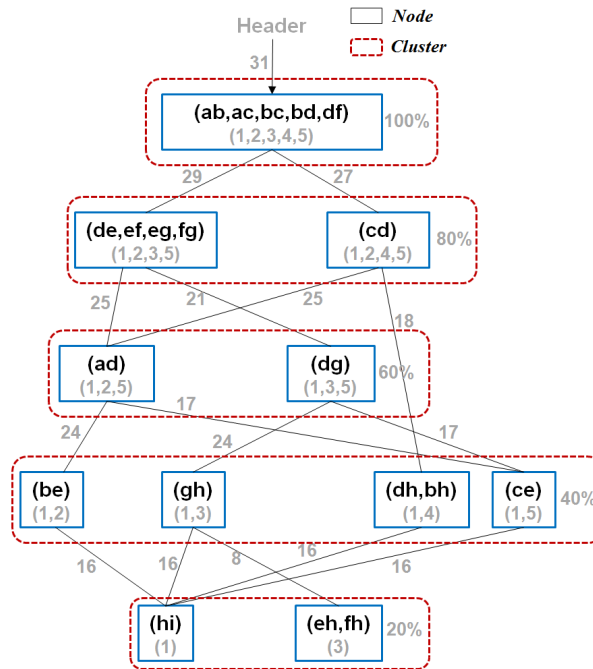 Node
Header
Cluster
31
(ab,ac,bc,bd,df)
(1,2,3,4,5)
100%
29
27
(de,ef,eg,fg)
(1,2,3,5)
(cd)
(1,2,4,5)
80%
25
21
25
18
(ad)
(1,2,5)
(dg)
(1,3,5)
60%
17
24
24
17
(be)
(1,2)
(gh)
(1,3)
(dh,bh)
(1,4)
(ce)
(1,5)
40%
16
16
8
16
16
(hi)
(1)
(eh,fh)
(3)
20%